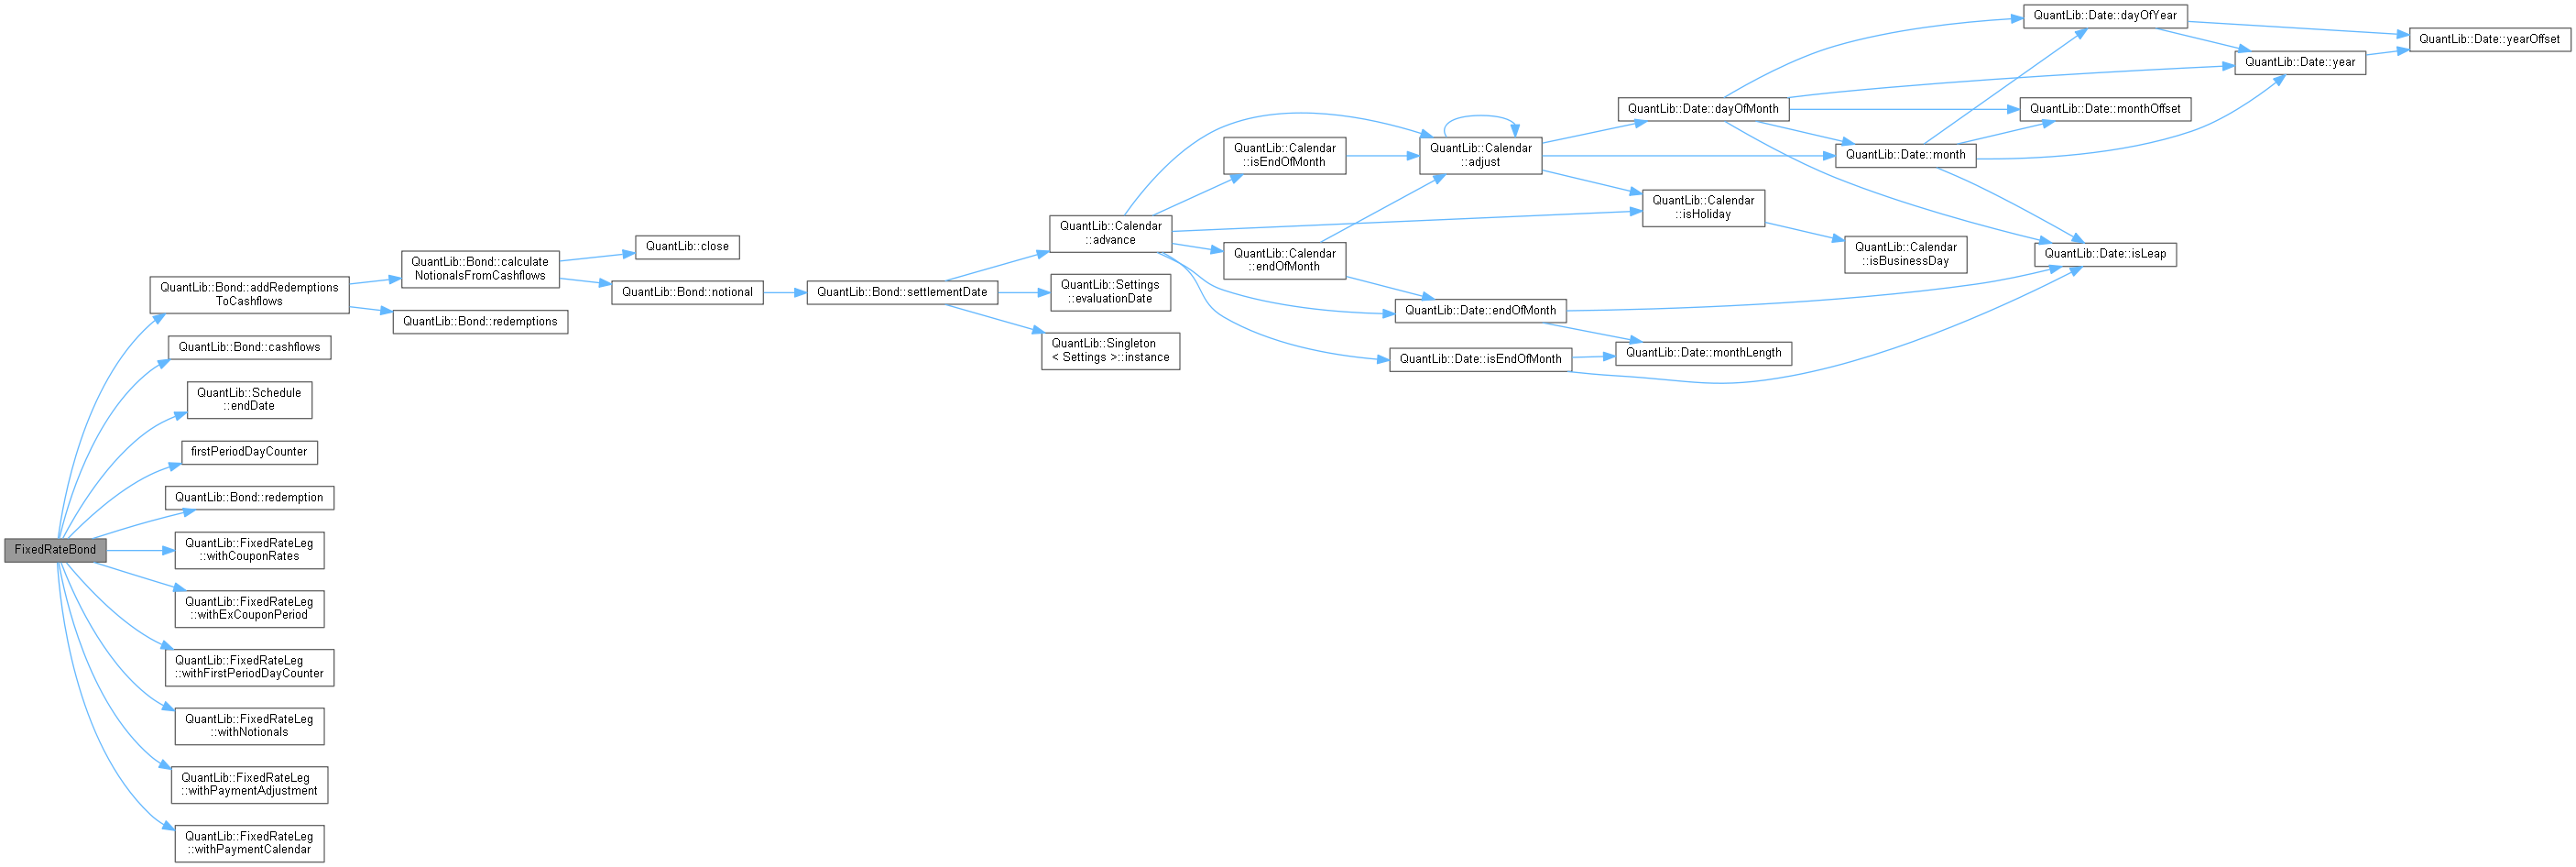 FixedRateBond
QuantLib::Bond::addRedemptions
ToCashflows
QuantLib::Bond::cashflows
QuantLib::Schedule
::endDate
firstPeriodDayCounter
QuantLib::Bond::redemption
QuantLib::FixedRateLeg
::withCouponRates
QuantLib::FixedRateLeg
::withExCouponPeriod
QuantLib::FixedRateLeg
::withFirstPeriodDayCounter
QuantLib::FixedRateLeg
::withNotionals
QuantLib::FixedRateLeg
::withPaymentAdjustment
QuantLib::FixedRateLeg
::withPaymentCalendar
QuantLib::Bond::calculate
NotionalsFromCashflows
QuantLib::Bond::redemptions
QuantLib::close
QuantLib::Bond::notional
QuantLib::Bond::settlementDate
QuantLib::Calendar
::advance
QuantLib::Settings
::evaluationDate
QuantLib::Singleton
< Settings >::instance
QuantLib::Calendar
::isEndOfMonth
QuantLib::Calendar
::endOfMonth
QuantLib::Calendar
::adjust
QuantLib::Date::endOfMonth
QuantLib::Date::isEndOfMonth
QuantLib::Date::dayOfMonth
QuantLib::Calendar
::isHoliday
QuantLib::Date::monthLength
QuantLib::Date::month
QuantLib::Calendar
::isBusinessDay
QuantLib::Date::dayOfYear
QuantLib::Date::monthOffset
QuantLib::Date::isLeap
QuantLib::Date::year
QuantLib::Date::yearOffset